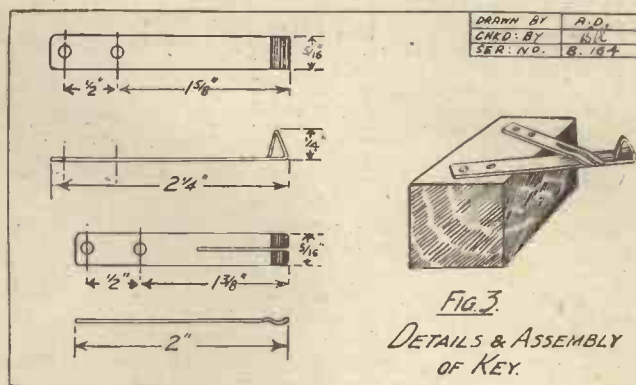 DRAWN BY A.D.
CHKD: BY
SER: NO. B. 164
5/16"
1/2" 1 5/8"
1/4"
2 1/4"
5/16"
1/2" 1 3/8"
2"
FIG. 3.
DETAILS & ASSEMBLY
OF KEY.